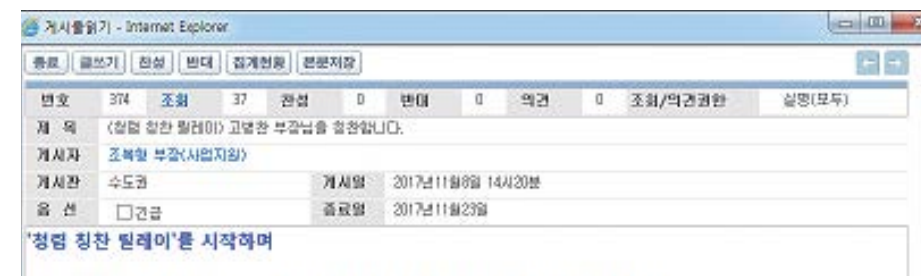 게시물읽기 - Internet Explorer
종료 글쓰기 찬성 반대 집계현황 본문저장
번호 374 조회 37 찬성 0 반대 0 의견 0 조회/의견권한 실명(모두)
제 목 <청렴 칭찬 릴레이> 고병찬 부장님을 칭찬합니다.
게시자 조복형 부장(사업지원)
게시판 수도권 게시일 2017년11월8일 14시20분
옵 션 긴급 종료일 2017년11월23일
'청렴 칭찬 릴레이'를 시작하며